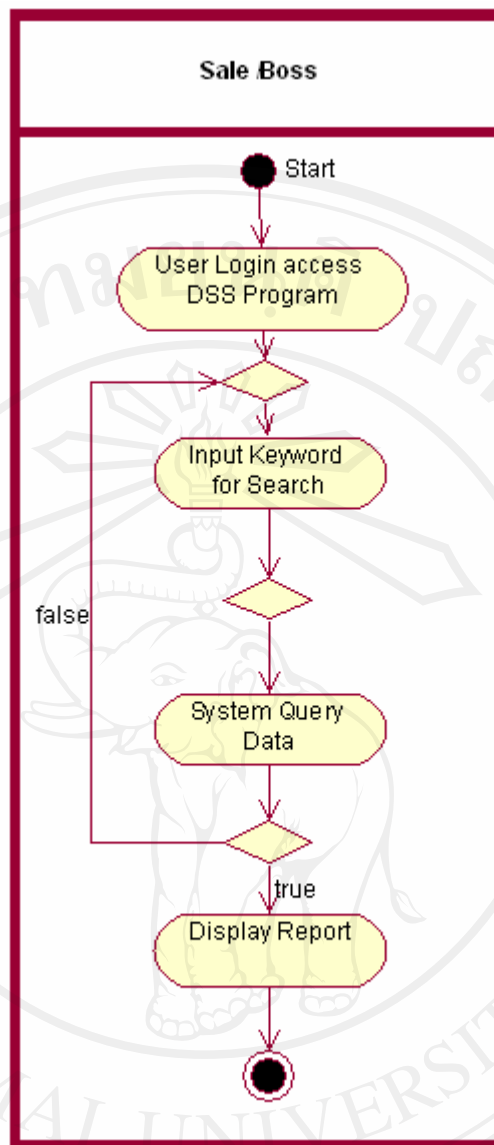 Sale /Boss
Start
User Login access
DSS Program
Input Keyword
for Search
false
System Query
Data
true
Display Report